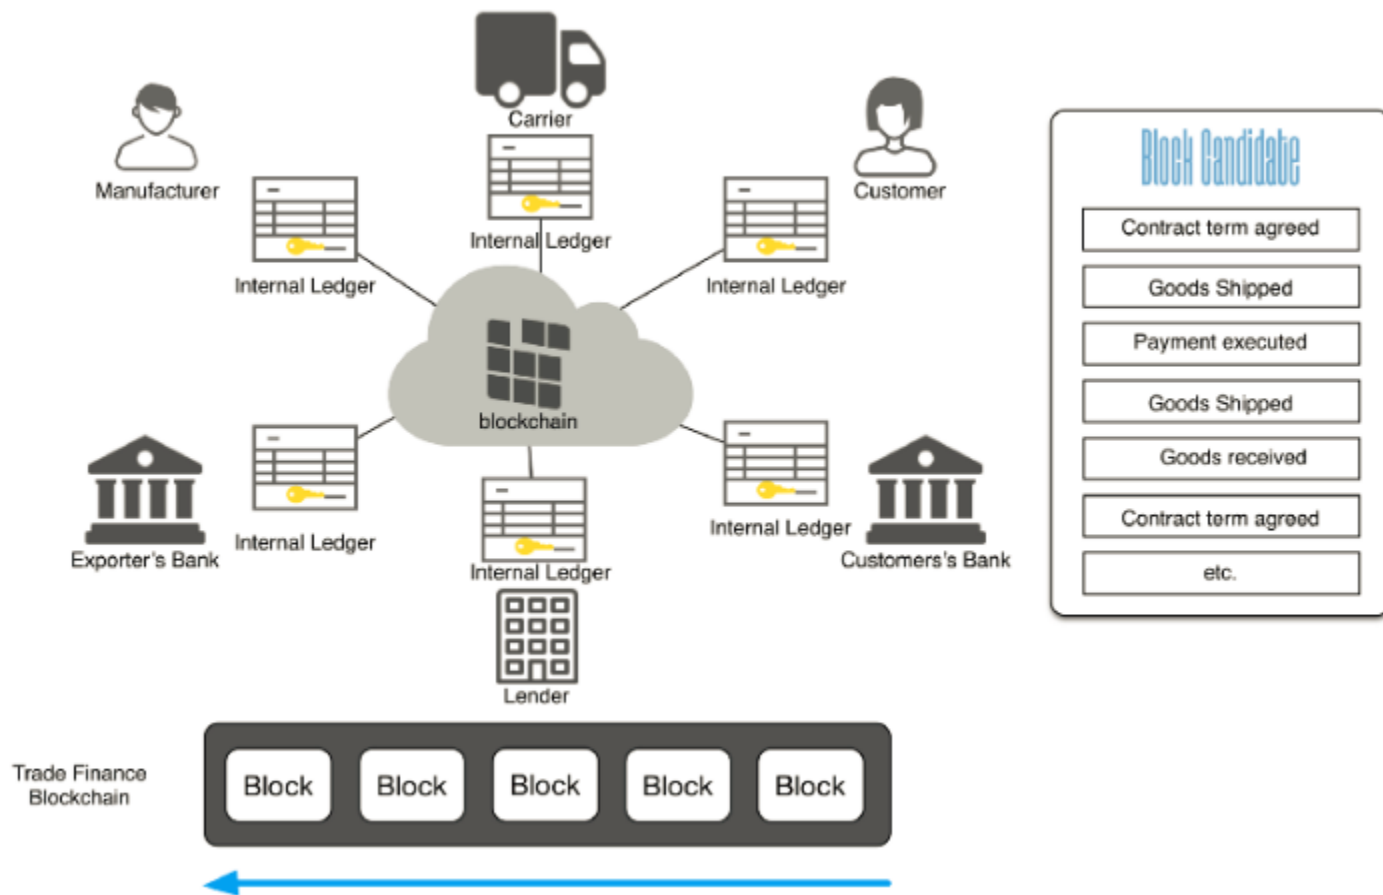 Carrier
Manufacturer
Customer
Internal Ledger
Internal Ledger
Internal Ledger
blockchain
Exporter's Bank
Internal Ledger
Internal Ledger
Internal Ledger
Customers's Bank
Lender
Trade Finance
Blockchain
Block
Block
Block
Block
Block
Block Candidate
Contract term agreed
Goods Shipped
Payment executed
Goods Shipped
Goods received
Contract term agreed
etc.